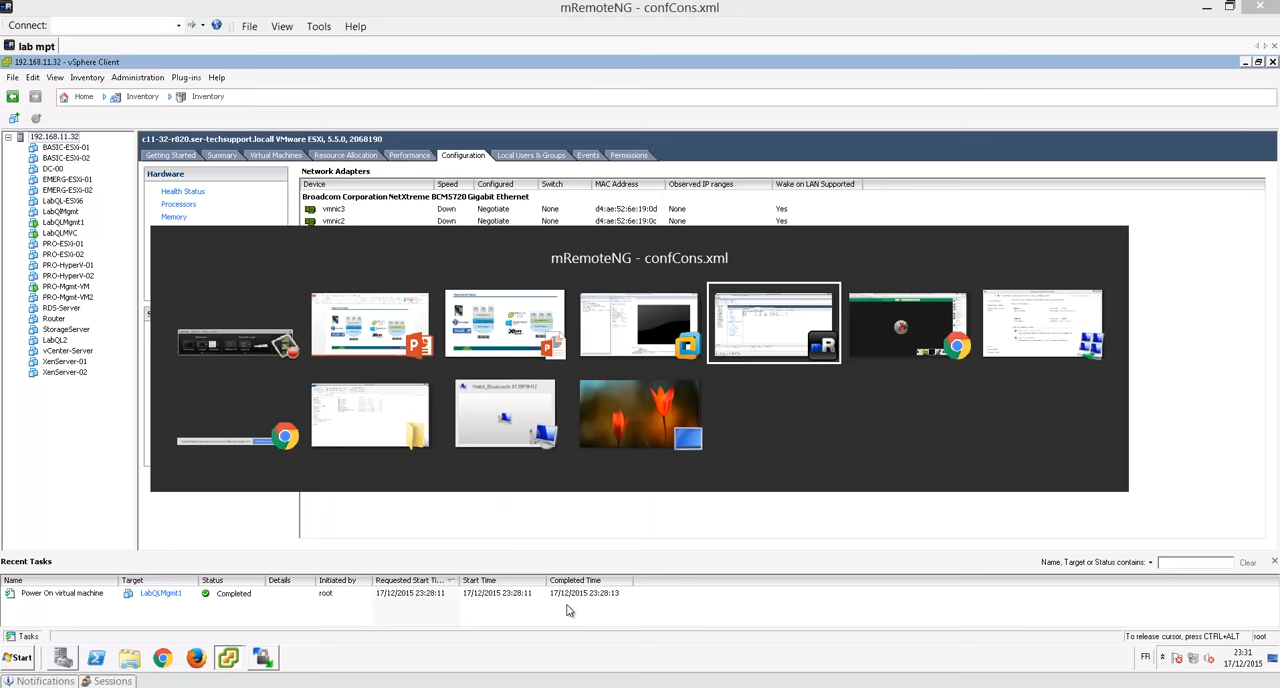 mRemoteNG - confCons.xml
Connect:
File View Tools Help
lab mpt
192.168.11.32 - vSphere Client
File Edit View Inventory Administration Plug-ins Help
Home Inventory Inventory
192.168.11.32
BASIC-ESXi-01
BASIC-ESXi-02
DC-00
EMERG-ESXi-01
EMERG-ESXi-02
LabQL-ESXi6
LabQlMgmt
LabQLMgmt1
LabQLMVC
PRO-ESXi-01
PRO-ESXi-02
PRO-HyperV-01
PRO-HyperV-02
PRO-Mgmt-VM
PRO-Mgmt-VM2
RDS-Server
Router
StorageServer
LabQL2
vCenter-Server
XenServer-01
XenServer-02
c11-32-r820.ser-techsupport.locall VMware ESXi, 5.5.0, 2068190
Getting Started Summary Virtual Machines Resource Allocation Performance Configuration Local Users & Groups Events Permissions
Hardware
Health Status
Processors
Memory
Network Adapters
Device Speed Configured Switch MAC Address Observed IP ranges Wake on LAN Supported
Broadcom Corporation NetXtreme BCM5720 Gigabit Ethernet
vmnic3 Down Negotiate None d4:ae:52:6e:19:0d None Yes
vmnic2 Down Negotiate None d4:ae:52:6e:19:0c None Yes
mRemoteNG - confCons.xml
Recent Tasks
Name, Target or Status contains: Clear
Name Target Status Details Initiated by Requested Start Ti... Start Time Completed Time
Power On virtual machine LabQLMgmt1 Completed root 17/12/2015 23:28:11 17/12/2015 23:28:11 17/12/2015 23:28:13
Tasks
To release cursor, press CTRL+ALT root
Start
FR
23:31
17/12/2015
Notifications Sessions